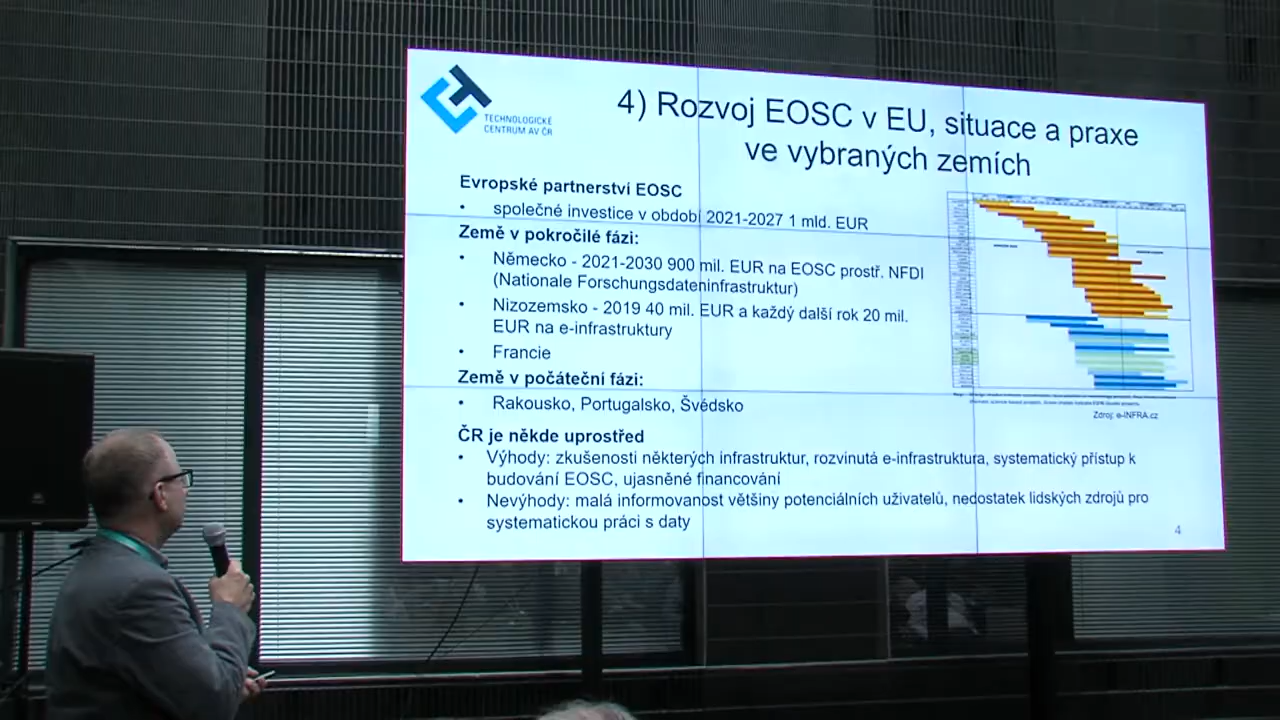 TECHNOLOGICKÉ
CENTRUM AV ČR
4) Rozvoj EOSC v EU, situace a praxe
ve vybraných zemích
Evropské partnerství EOSC
• společné investice v období 2021-2027 1 mld. EUR
Země v pokročilé fázi:
• Německo - 2021-2030 900 mil. EUR na EOSC prostř. NFDI
(Nationale Forschungsdateninfrastruktur)
• Nizozemsko - 2019 40 mil. EUR a každý další rok 20 mil.
EUR na e-infrastruktury
• Francie
Země v počáteční fázi:
• Rakousko, Portugalsko, Švédsko
Zdroj: e-INFRA.cz
ČR je někde uprostřed
• Výhody: zkušenosti některých infrastruktur, rozvinutá e-infrastruktura, systematický přístup k
budování EOSC, ujasněné financování
• Nevýhody: malá informovanost většiny potenciálních uživatelů, nedostatek lidských zdrojů pro
systematickou práci s daty
4